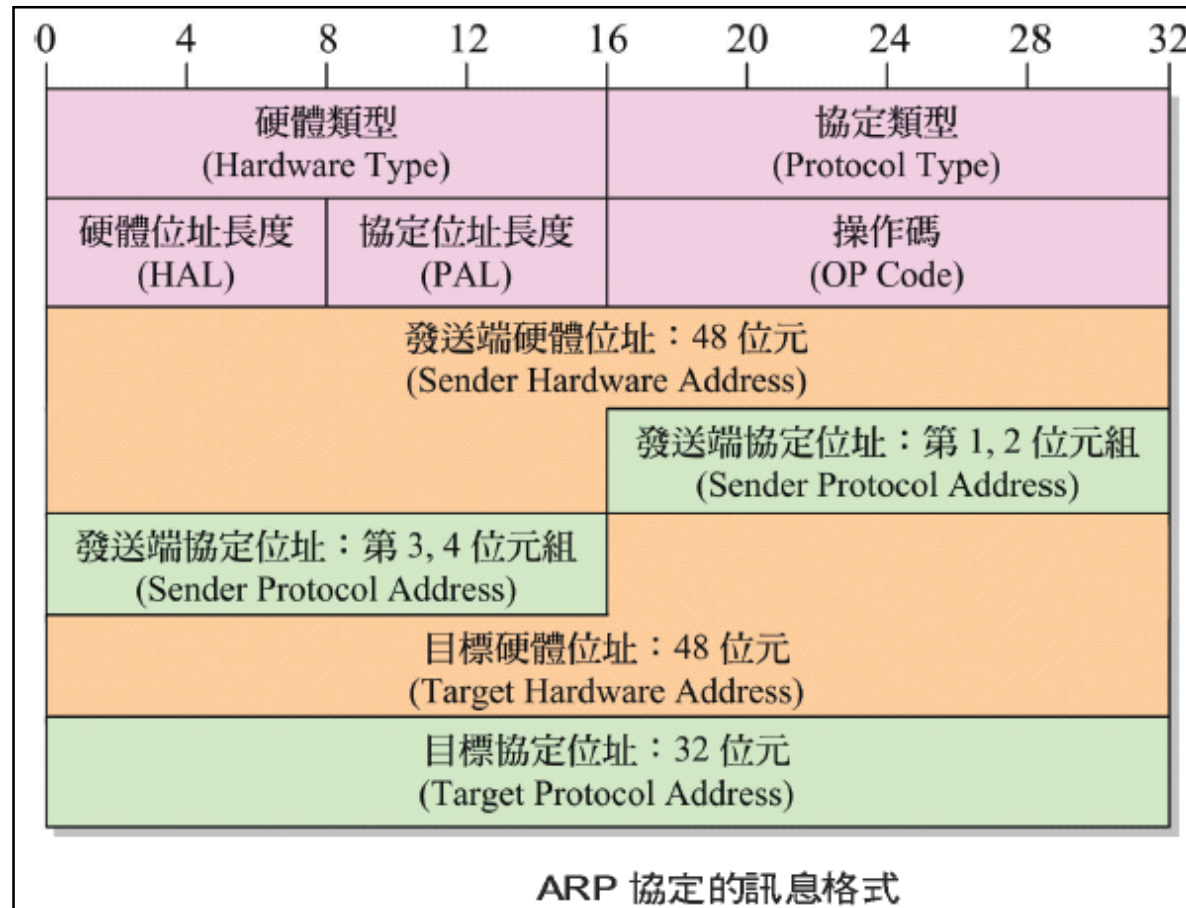 0 4 8 12 16 20 24 28 32
硬體類型
(Hardware Type)
協定類型
(Protocol Type)
硬體位址長度
(HAL)
協定位址長度
(PAL)
操作碼
(OP Code)
發送端硬體位址：48 位元
(Sender Hardware Address)
發送端協定位址：第 1, 2 位元組
(Sender Protocol Address)
發送端協定位址：第 3, 4 位元組
(Sender Protocol Address)
目標硬體位址：48 位元
(Target Hardware Address)
目標協定位址：32 位元
(Target Protocol Address)
ARP 協定的訊息格式